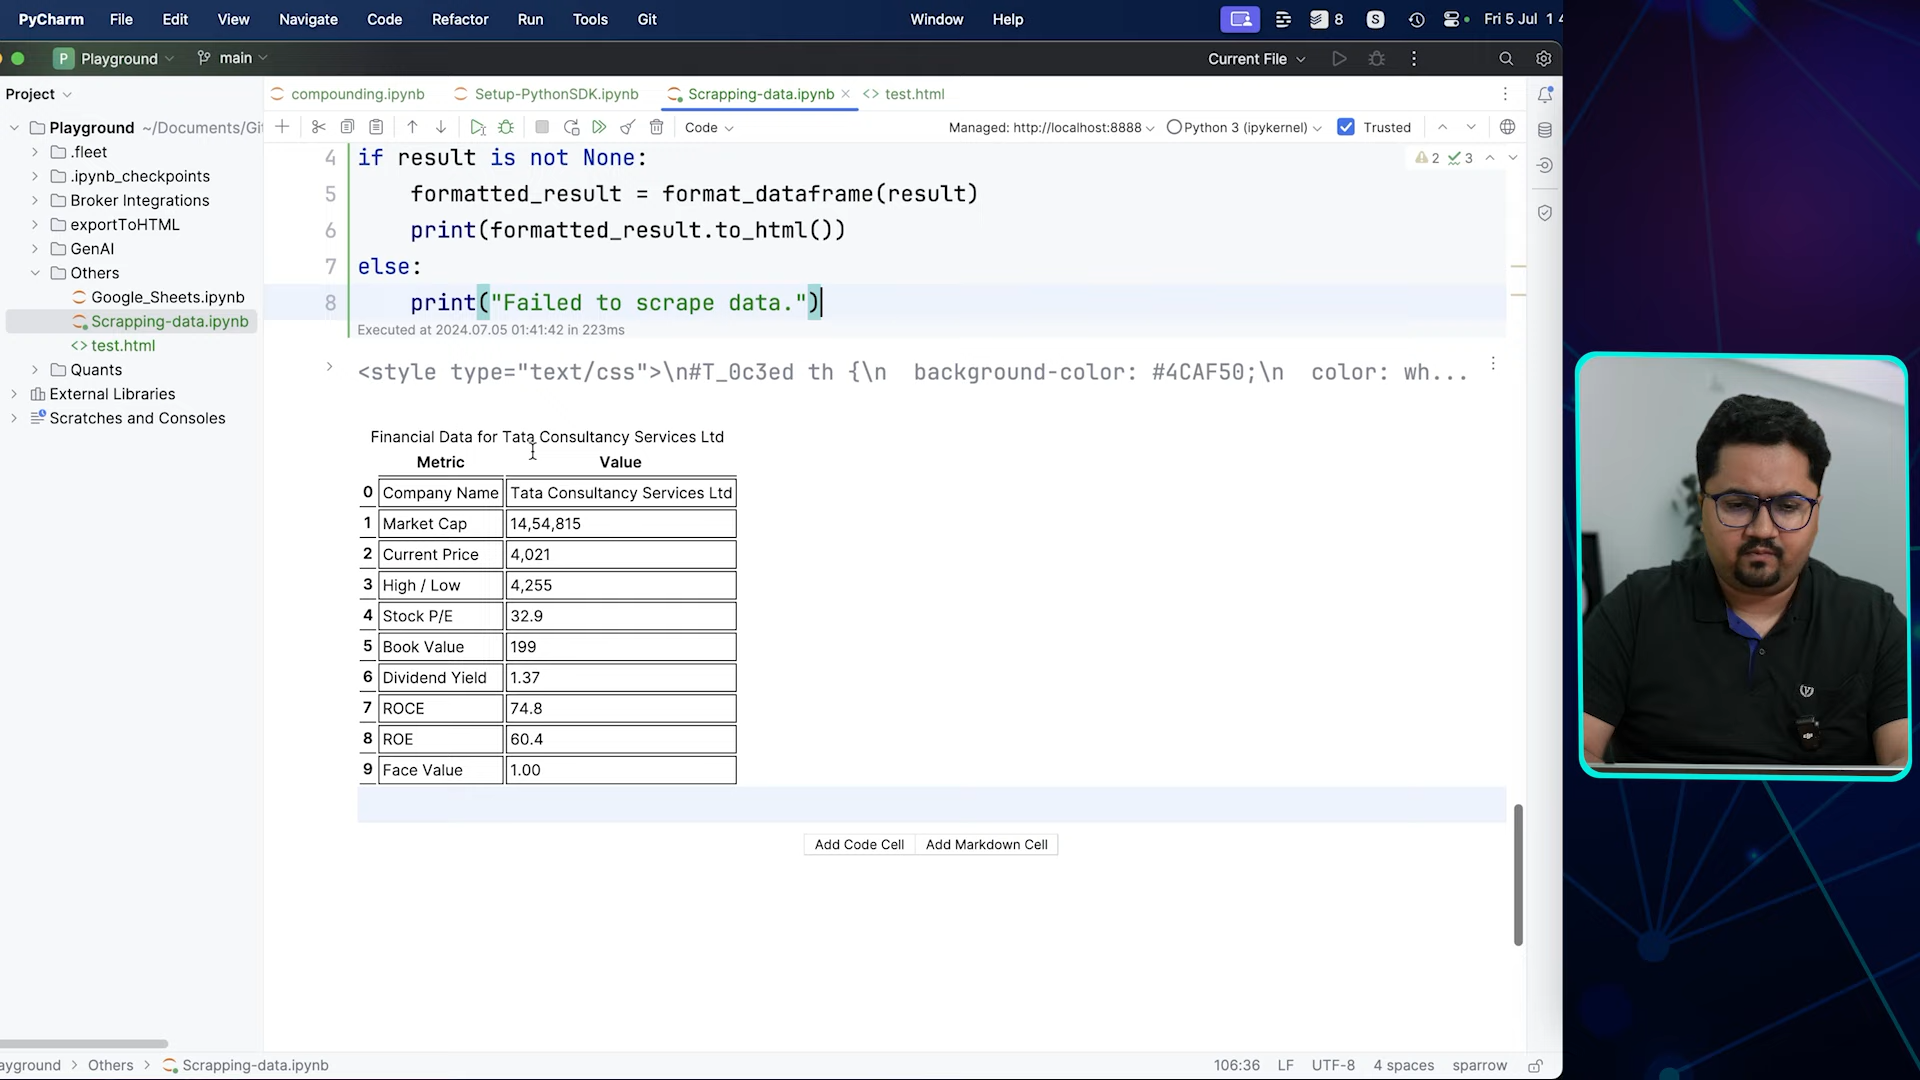 PyCharm File Edit View Navigate Code Refactor Run Tools Git Window Help 8 S Fri 5 Jul 1
P Playground main Current File
Project
compounding.ipynb Setup-PythonSDK.ipynb Scrapping-data.ipynb <> test.html
Code Managed: http://localhost:8888 Python 3 (ipykernel) Trusted
Playground ~/Documents/Gi
.fleet
.ipynb_checkpoints
Broker Integrations
exportToHTML
GenAI
Others
Google_Sheets.ipynb
Scrapping-data.ipynb
<> test.html
Quants
External Libraries
Scratches and Consoles
2 3
4 if result is not None:
5 formatted_result = format_dataframe(result)
6 print(formatted_result.to_html())
7 else:
8 print("Failed to scrape data.")
Executed at 2024.07.05 01:41:42 in 223ms
<style type="text/css">\n#T_0c3ed th {\n  background-color: #4CAF50;\n  color: wh...
Financial Data for Tata Consultancy Services Ltd
Metric Value
0 Company Name Tata Consultancy Services Ltd
1 Market Cap 14,54,815
2 Current Price 4,021
3 High / Low 4,255
4 Stock P/E 32.9
5 Book Value 199
6 Dividend Yield 1.37
7 ROCE 74.8
8 ROE 60.4
9 Face Value 1.00
Add Code Cell Add Markdown Cell
ayground > Others > Scrapping-data.ipynb 106:36 LF UTF-8 4 spaces sparrow